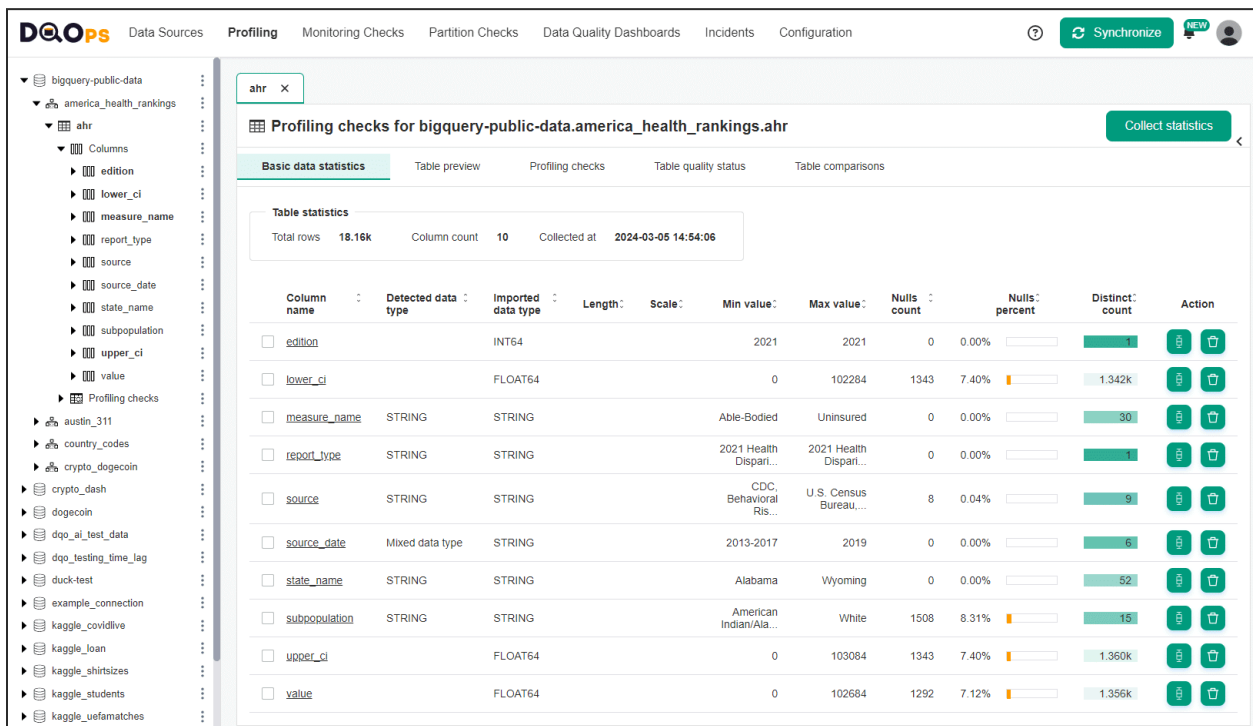 DQOps Data Sources Profiling Monitoring Checks Partition Checks Data Quality Dashboards Incidents Configuration Synchronize NEW
bigquery-public-data
america_health_rankings
ahr
Columns
edition
lower_ci
measure_name
report_type
source
source_date
state_name
subpopulation
upper_ci
value
Profiling checks
austin_311
country_codes
crypto_dogecoin
crypto_dash
dogecoin
dqo_ai_test_data
dqo_testing_time_lag
duck-test
example_connection
kaggle_covidlive
kaggle_loan
kaggle_shirtsizes
kaggle_students
kaggle_uefamatches
ahr
Profiling checks for bigquery-public-data.america_health_rankings.ahr Collect statistics
Basic data statistics Table preview Profiling checks Table quality status Table comparisons
Table statistics
Total rows 18.16k Column count 10 Collected at 2024-03-05 14:54:06
Column name Detected data type Imported data type Length Scale Min value Max value Nulls count Nulls percent Distinct count Action
edition INT64 2021 2021 0 0.00% 1
lower_ci FLOAT64 0 102284 1343 7.40% 1.342k
measure_name STRING STRING Able-Bodied Uninsured 0 0.00% 30
report_type STRING STRING 2021 Health Dispari... 2021 Health Dispari... 0 0.00% 1
source STRING STRING CDC, Behavioral Ris... U.S. Census Bureau,... 8 0.04% 9
source_date Mixed data type STRING 2013-2017 2019 0 0.00% 6
state_name STRING STRING Alabama Wyoming 0 0.00% 52
subpopulation STRING STRING American Indian/Ala... White 1508 8.31% 15
upper_ci FLOAT64 0 103084 1343 7.40% 1.360k
value FLOAT64 0 102684 1292 7.12% 1.356k